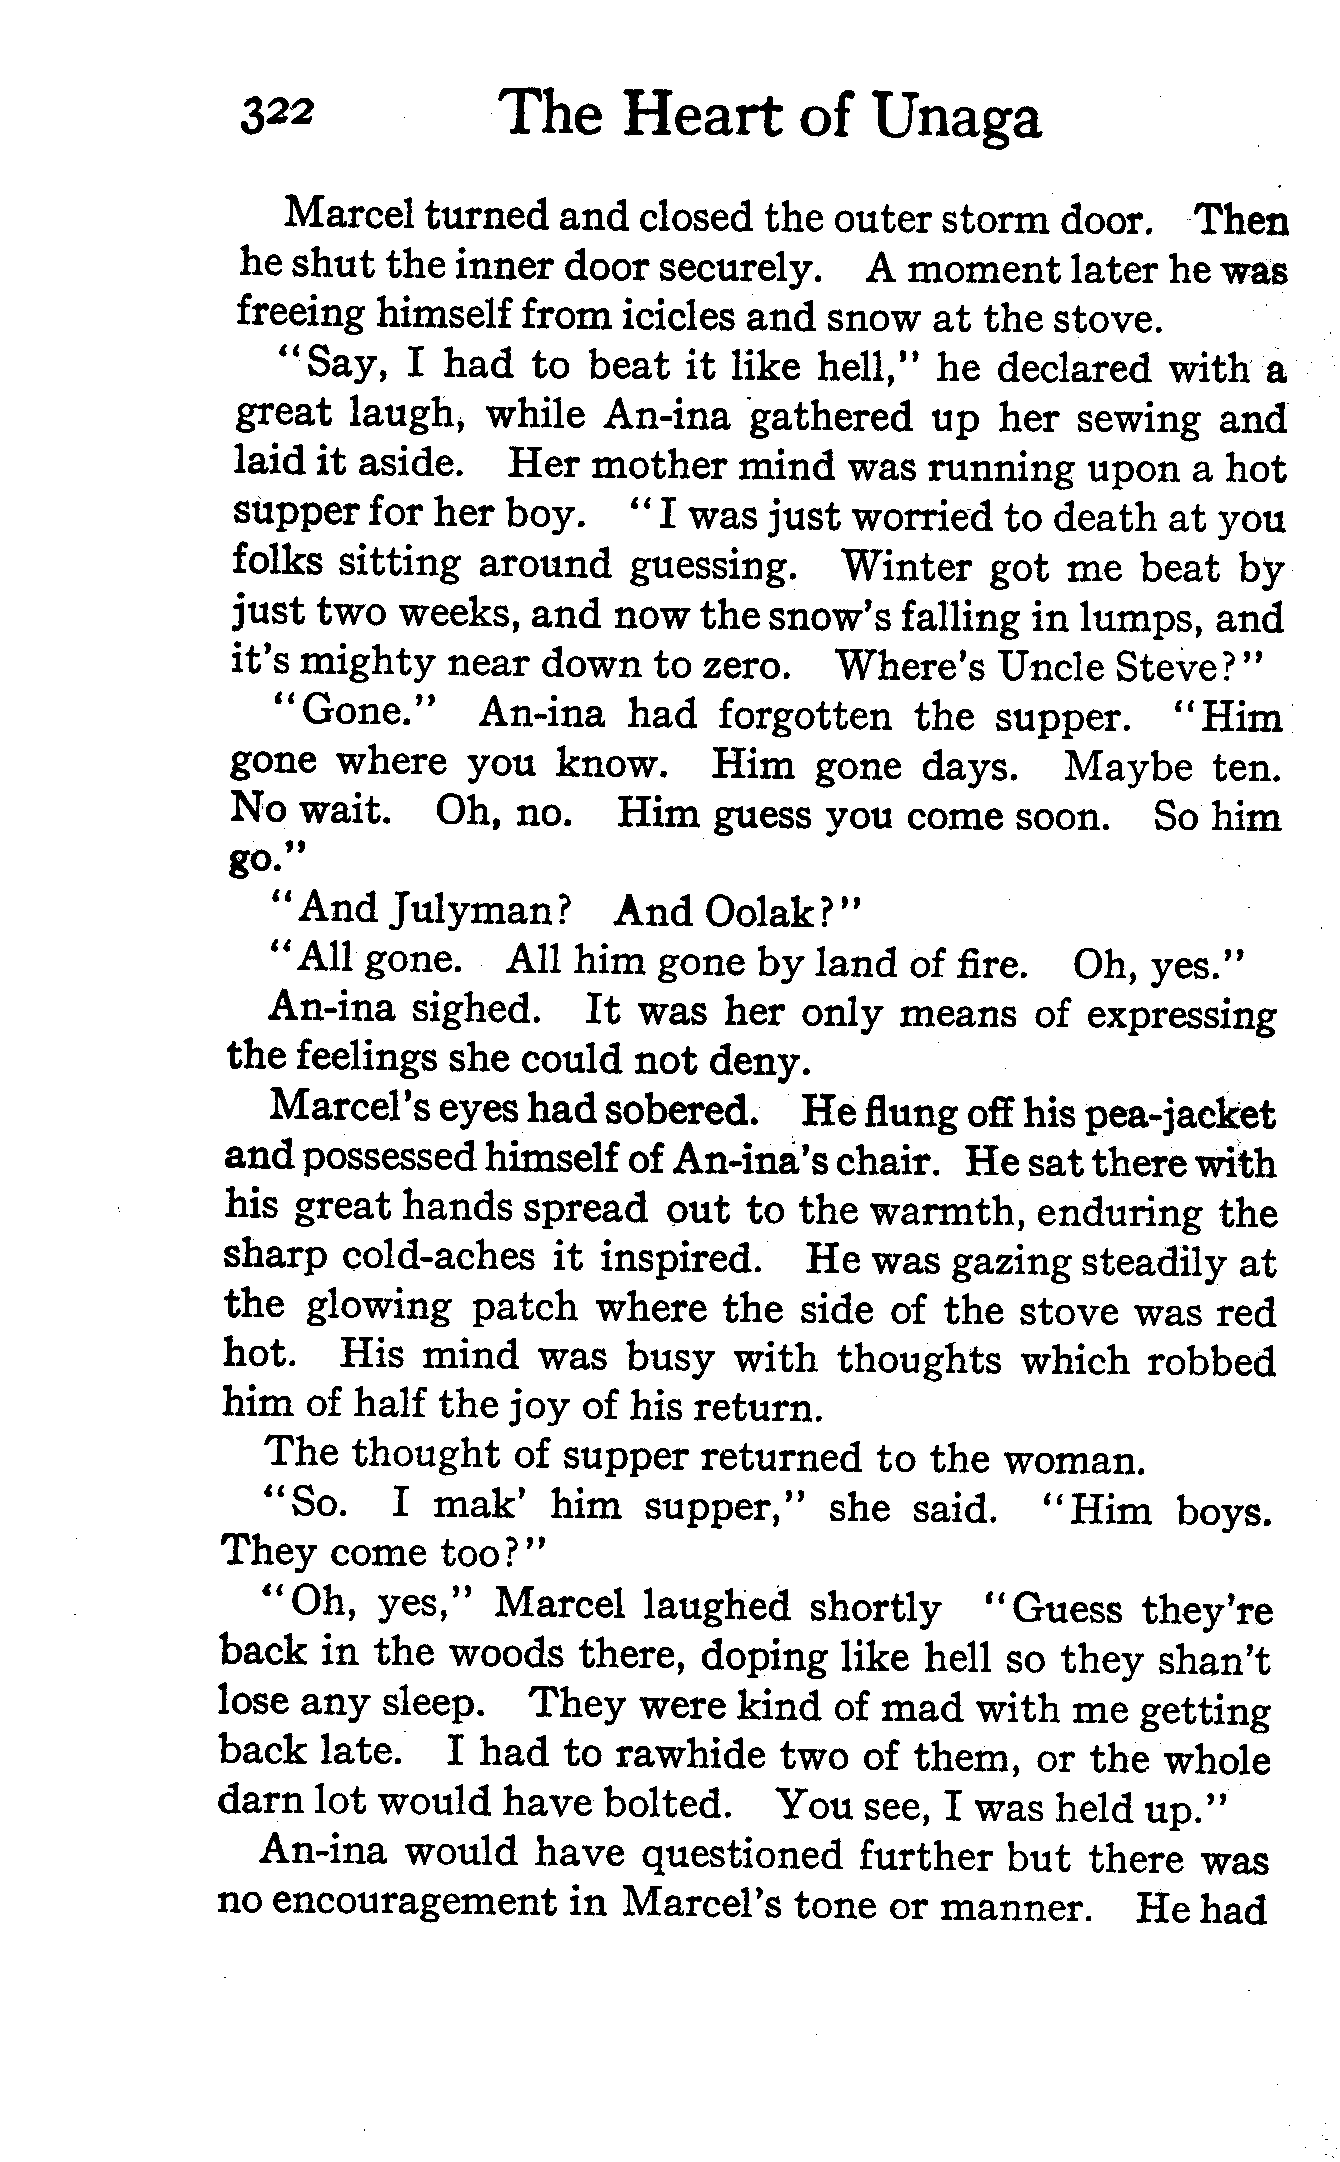 322 The Heart of Unaga
Marcel turned and closed the outer storm door. Then
he shut the inner door securely. A moment later he was
freeing himself from icicles and snow at the stove.
"Say, I had to beat it like hell," he declared with a
great laugh, while An-ina gathered up her sewing and
laid it aside. Her mother mind was running upon a hot
supper for her boy. "I was just worried to death at you
folks sitting around guessing. Winter got me beat by
just two weeks, and now the snow's falling in lumps, and
it's mighty near down to zero. Where's Uncle Steve?"
"Gone." An-ina had forgotten the supper. "Him
gone where you know. Him gone days. Maybe ten.
No wait. Oh, no. Him guess you come soon. So him
go."
"And Julyman? And Oolak?"
"All gone. All him gone by land of fire. Oh, yes."
An-ina sighed. It was her only means of expressing
the feelings she could not deny.
Marcel's eyes had sobered. He flung off his pea-jacket
and possessed himself of An-ina's chair. He sat there with
his great hands spread out to the warmth, enduring the
sharp cold-aches it inspired. He was gazing steadily at
the glowing patch where the side of the stove was red
hot. His mind was busy with thoughts which robbed
him of half the joy of his return.
The thought of supper returned to the woman.
"So. I mak' him supper," she said. "Him boys.
They come too?"
"Oh, yes," Marcel laughed shortly "Guess they're
back in the woods there, doping like hell so they shan't
lose any sleep. They were kind of mad with me getting
back late. I had to rawhide two of them, or the whole
darn lot would have bolted. You see, I was held up."
An-ina would have questioned further but there was
no encouragement in Marcel's tone or manner. He had